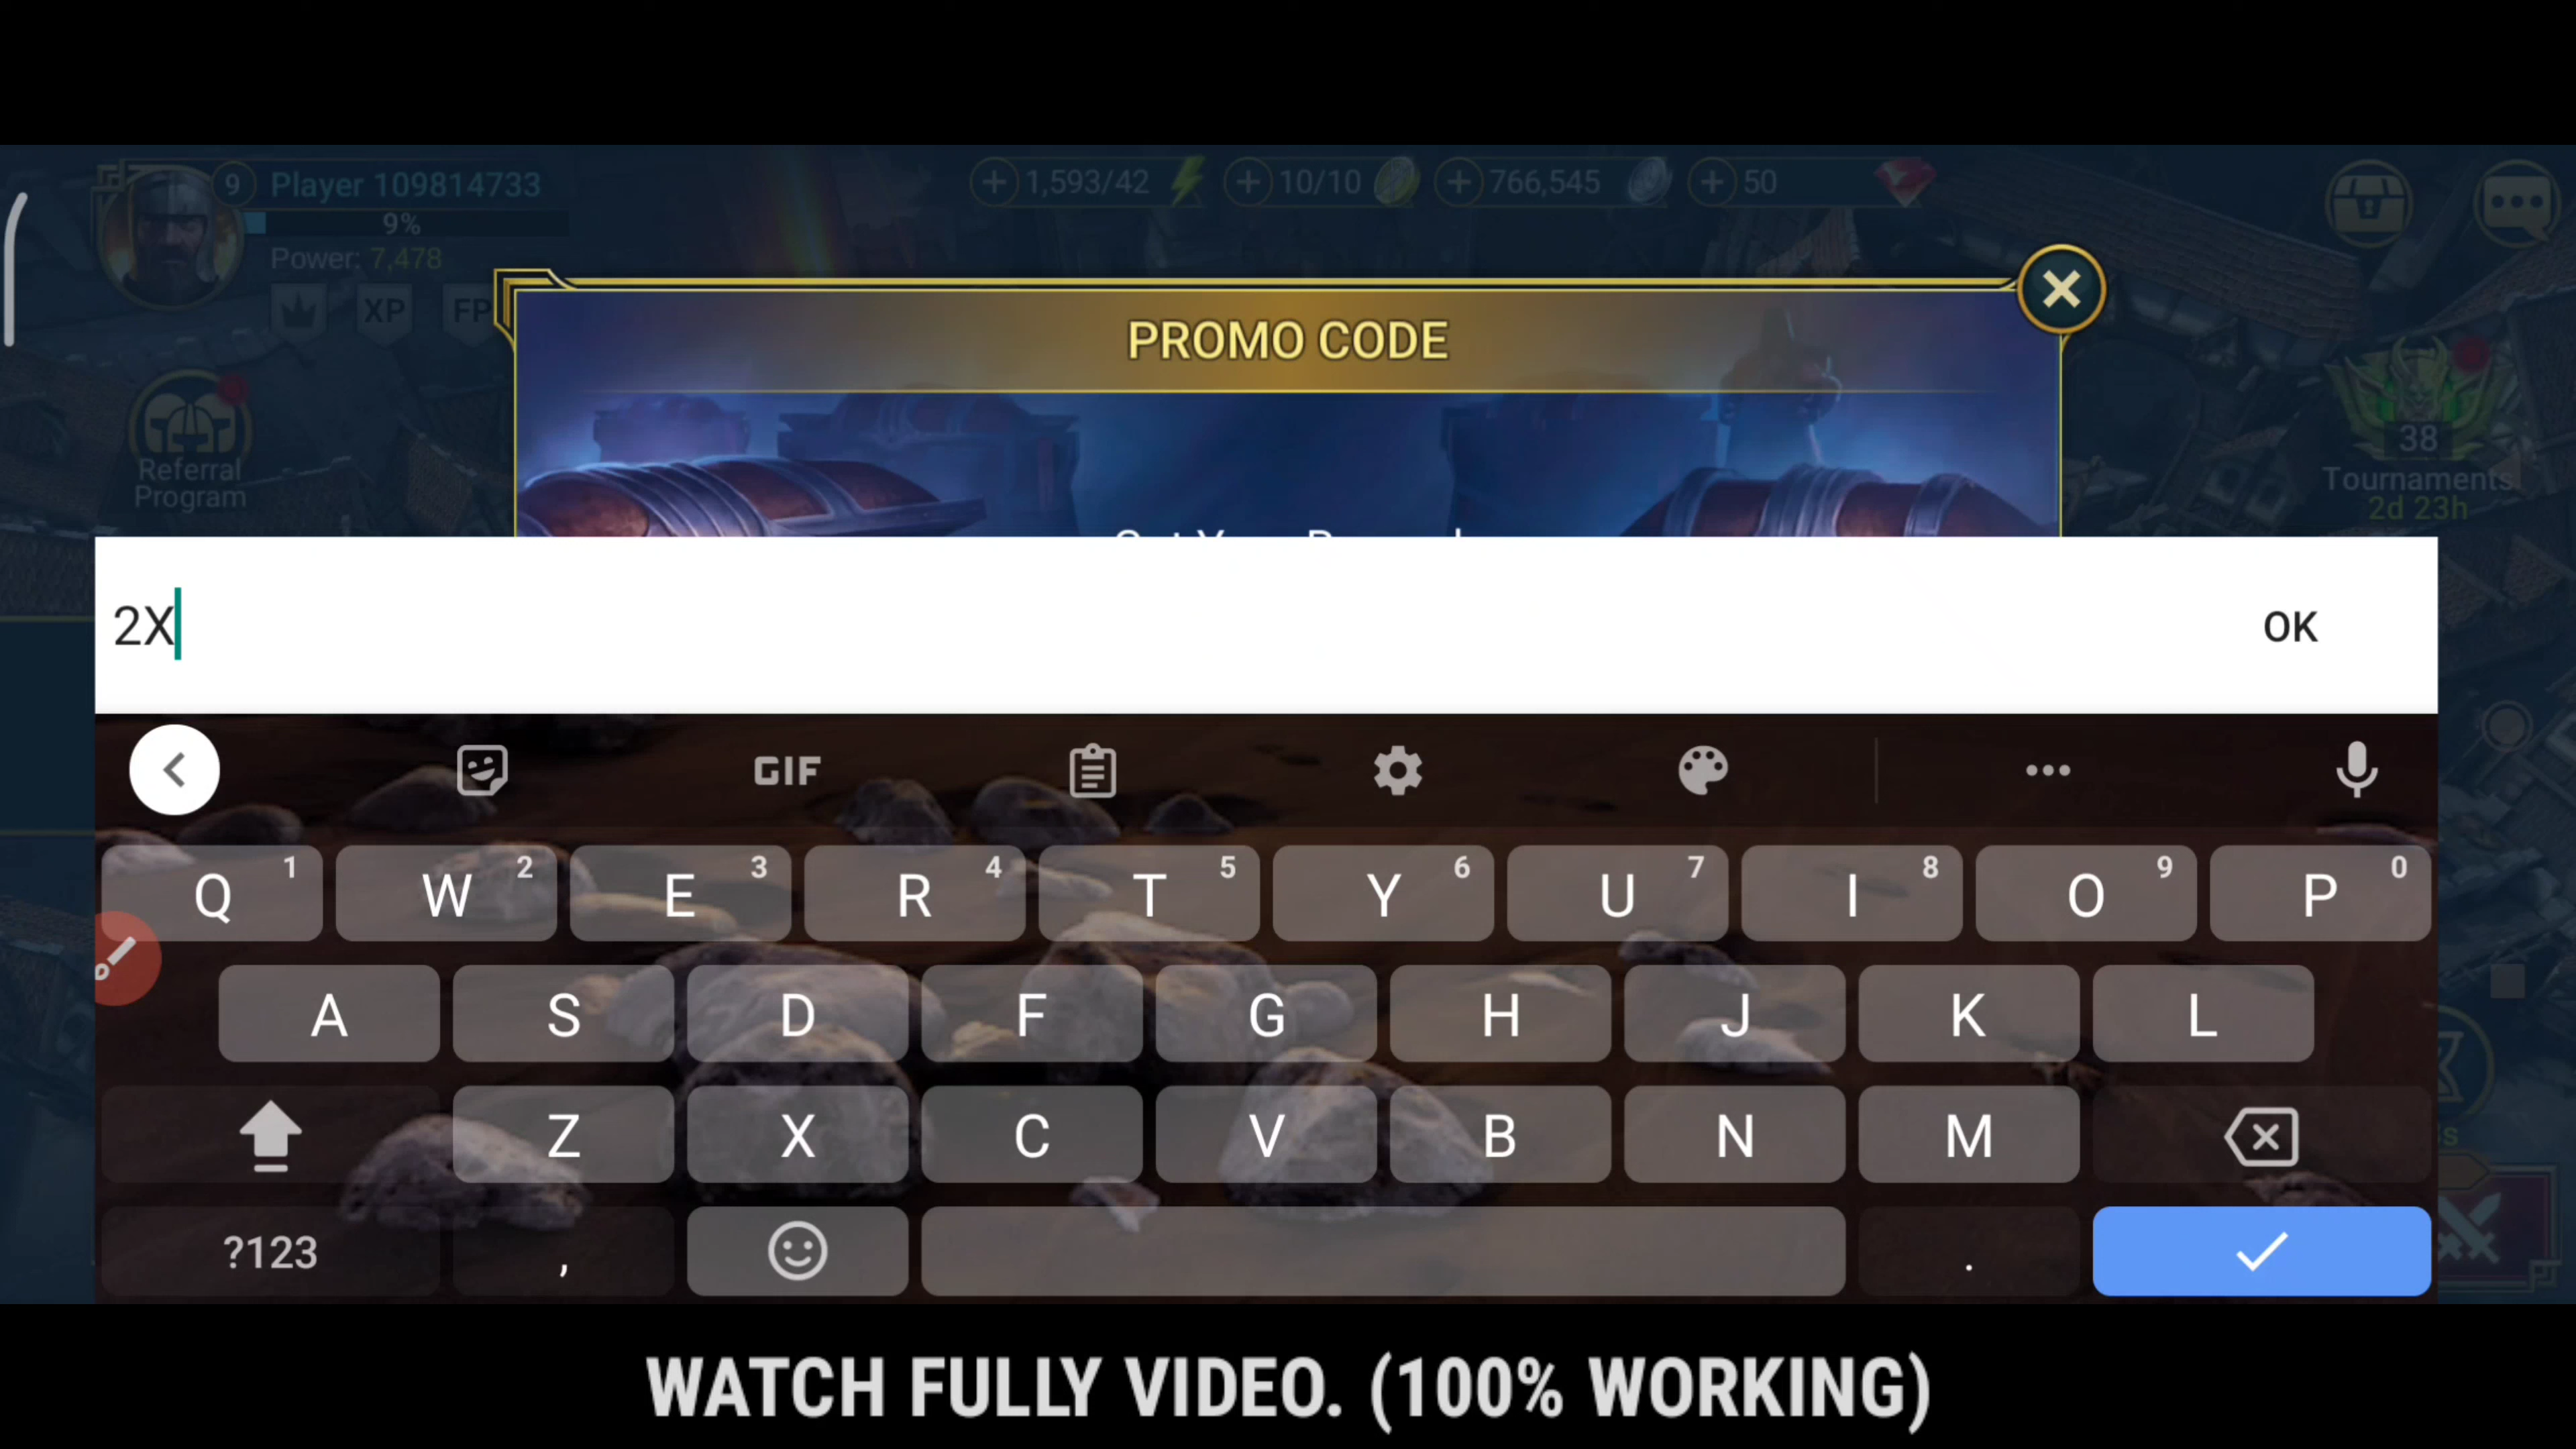 9 Player 109814733
1,593/42
10/10
766,545
50
9%
Power: 7,478
XP
FP
PROMO CODE
Referral
Program
38
Tournaments
2d 23h
2X
OK
GIF
Q 1 W 2 E 3 R 4 T 5 Y 6 U 7 I 8 O 9 P 0
A S D F G H J K L
Z X C V B N M
?123 , .
WATCH FULLY VIDEO. (100% WORKING)